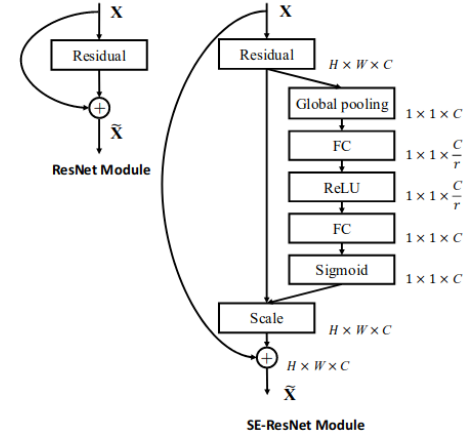 X
Residual
+
X̃
ResNet Module
X
Residual
H × W × C
Global pooling
1 × 1 × C
FC
1 × 1 × C/r
ReLU
1 × 1 × C/r
FC
1 × 1 × C
Sigmoid
1 × 1 × C
Scale
H × W × C
+
H × W × C
X̃
SE-ResNet Module